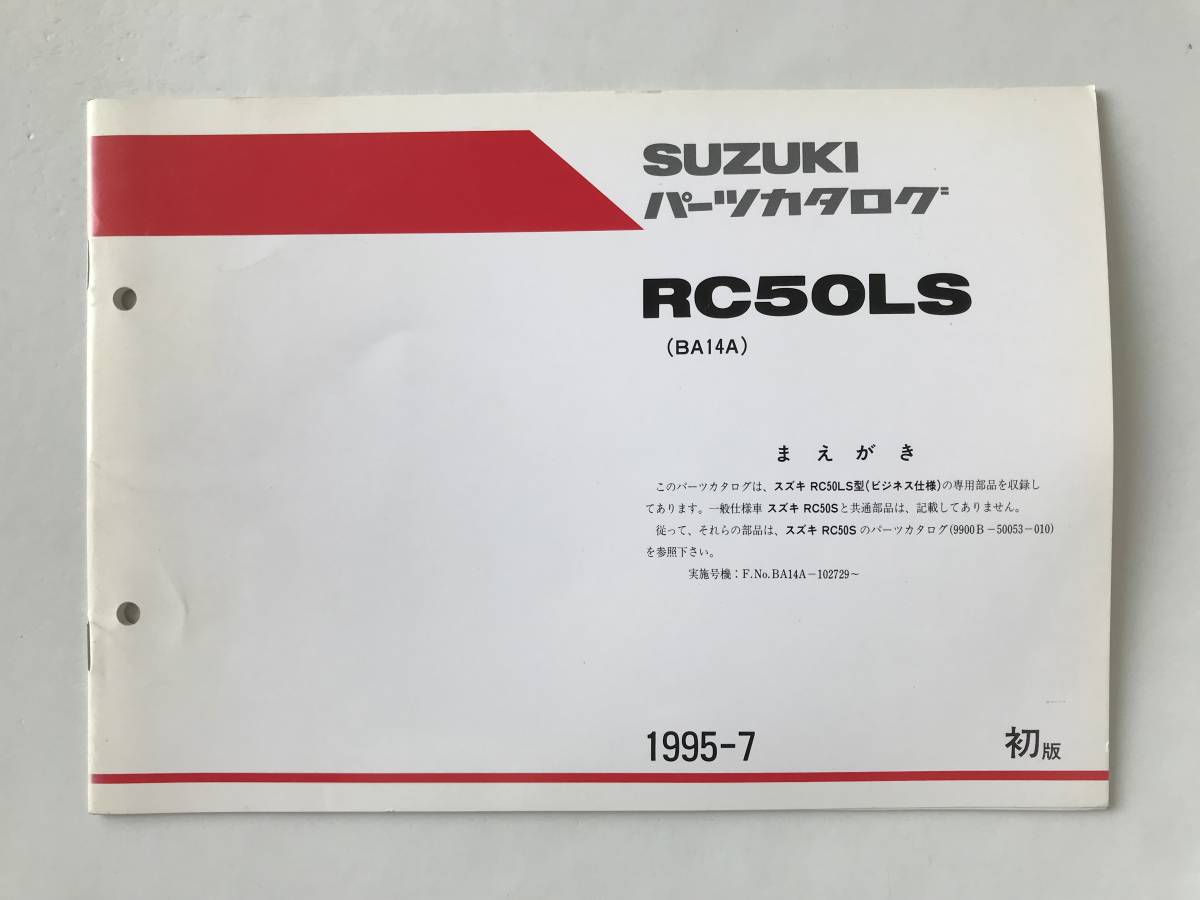 SUZUKI
パーツカタログ
RC50LS
(BA14A)
まえがき
このパーツカタログは、スズキ RC50LS型(ビジネス仕様)の専用部品を収録し
てあります。一般仕様車 スズキ RC50Sと共通部品は、記載してありません。
従って、それらの部品は、スズキ RC50S のパーツカタログ(9900B-50053-010)
を参照下さい。
実施号機:F.No.BA14A-102729~
1995-7
初版